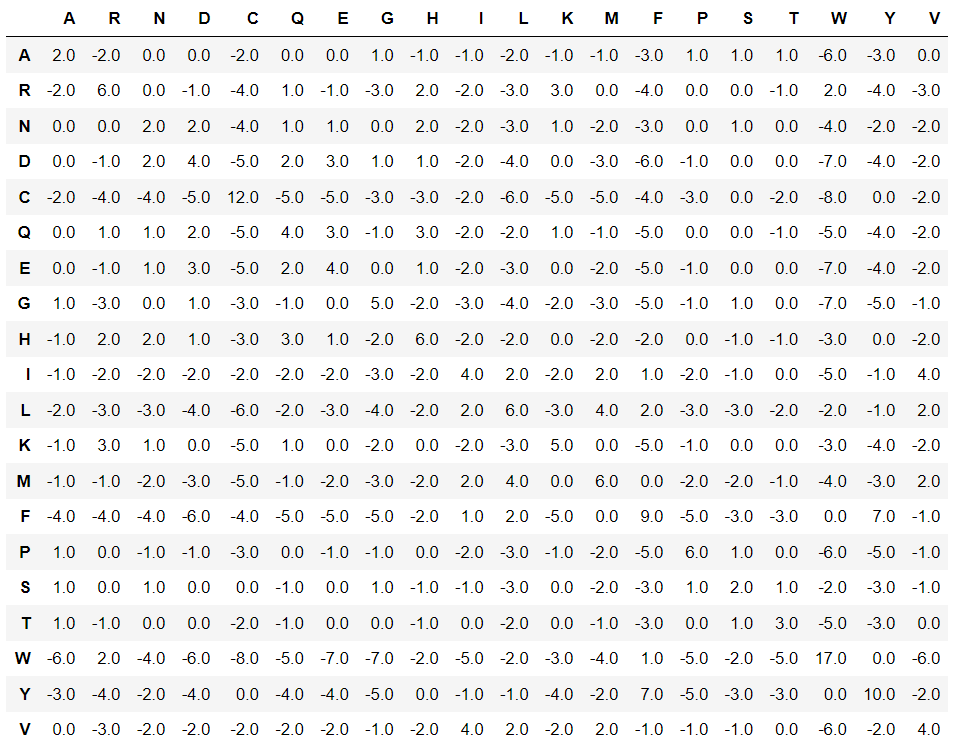 A R N D C Q E G H I L K M F P S T W Y V
A 2.0 -2.0 0.0 0.0 -2.0 0.0 0.0 1.0 -1.0 -1.0 -2.0 -1.0 -1.0 -3.0 1.0 1.0 1.0 -6.0 -3.0 0.0
R -2.0 6.0 0.0 -1.0 -4.0 1.0 -1.0 -3.0 2.0 -2.0 -3.0 3.0 0.0 -4.0 0.0 0.0 -1.0 2.0 -4.0 -3.0
N 0.0 0.0 2.0 2.0 -4.0 1.0 1.0 0.0 2.0 -2.0 -3.0 1.0 -2.0 -3.0 0.0 1.0 0.0 -4.0 -2.0 -2.0
D 0.0 -1.0 2.0 4.0 -5.0 2.0 3.0 1.0 1.0 -2.0 -4.0 0.0 -3.0 -6.0 -1.0 0.0 0.0 -7.0 -4.0 -2.0
C -2.0 -4.0 -4.0 -5.0 12.0 -5.0 -5.0 -3.0 -3.0 -2.0 -6.0 -5.0 -5.0 -4.0 -3.0 0.0 -2.0 -8.0 0.0 -2.0
Q 0.0 1.0 1.0 2.0 -5.0 4.0 3.0 -1.0 3.0 -2.0 -2.0 1.0 -1.0 -5.0 0.0 0.0 -1.0 -5.0 -4.0 -2.0
E 0.0 -1.0 1.0 3.0 -5.0 2.0 4.0 0.0 1.0 -2.0 -3.0 0.0 -2.0 -5.0 -1.0 0.0 0.0 -7.0 -4.0 -2.0
G 1.0 -3.0 0.0 1.0 -3.0 -1.0 0.0 5.0 -2.0 -3.0 -4.0 -2.0 -3.0 -5.0 -1.0 1.0 0.0 -7.0 -5.0 -1.0
H -1.0 2.0 2.0 1.0 -3.0 3.0 1.0 -2.0 6.0 -2.0 -2.0 0.0 -2.0 -2.0 0.0 -1.0 -1.0 -3.0 0.0 -2.0
I -1.0 -2.0 -2.0 -2.0 -2.0 -2.0 -2.0 -3.0 -2.0 4.0 2.0 -2.0 2.0 1.0 -2.0 -1.0 0.0 -5.0 -1.0 4.0
L -2.0 -3.0 -3.0 -4.0 -6.0 -2.0 -3.0 -4.0 -2.0 2.0 6.0 -3.0 4.0 2.0 -3.0 -3.0 -2.0 -2.0 -1.0 2.0
K -1.0 3.0 1.0 0.0 -5.0 1.0 0.0 -2.0 0.0 -2.0 -3.0 5.0 0.0 -5.0 -1.0 0.0 0.0 -3.0 -4.0 -2.0
M -1.0 -1.0 -2.0 -3.0 -5.0 -1.0 -2.0 -3.0 -2.0 2.0 4.0 0.0 6.0 0.0 -2.0 -2.0 -1.0 -4.0 -3.0 2.0
F -4.0 -4.0 -4.0 -6.0 -4.0 -5.0 -5.0 -5.0 -2.0 1.0 2.0 -5.0 0.0 9.0 -5.0 -3.0 -3.0 0.0 7.0 -1.0
P 1.0 0.0 -1.0 -1.0 -3.0 0.0 -1.0 -1.0 0.0 -2.0 -3.0 -1.0 -2.0 -5.0 6.0 1.0 0.0 -6.0 -5.0 -1.0
S 1.0 0.0 1.0 0.0 0.0 -1.0 0.0 1.0 -1.0 -1.0 -3.0 0.0 -2.0 -3.0 1.0 2.0 1.0 -2.0 -3.0 -1.0
T 1.0 -1.0 0.0 0.0 -2.0 -1.0 0.0 0.0 -1.0 0.0 -2.0 0.0 -1.0 -3.0 0.0 1.0 3.0 -5.0 -3.0 0.0
W -6.0 2.0 -4.0 -6.0 -8.0 -5.0 -7.0 -7.0 -2.0 -5.0 -2.0 -3.0 -4.0 1.0 -5.0 -2.0 -5.0 17.0 0.0 -6.0
Y -3.0 -4.0 -2.0 -4.0 0.0 -4.0 -4.0 -5.0 0.0 -1.0 -1.0 -4.0 -2.0 7.0 -5.0 -3.0 -3.0 0.0 10.0 -2.0
V 0.0 -3.0 -2.0 -2.0 -2.0 -2.0 -2.0 -1.0 -2.0 4.0 2.0 -2.0 2.0 -1.0 -1.0 -1.0 0.0 -6.0 -2.0 4.0